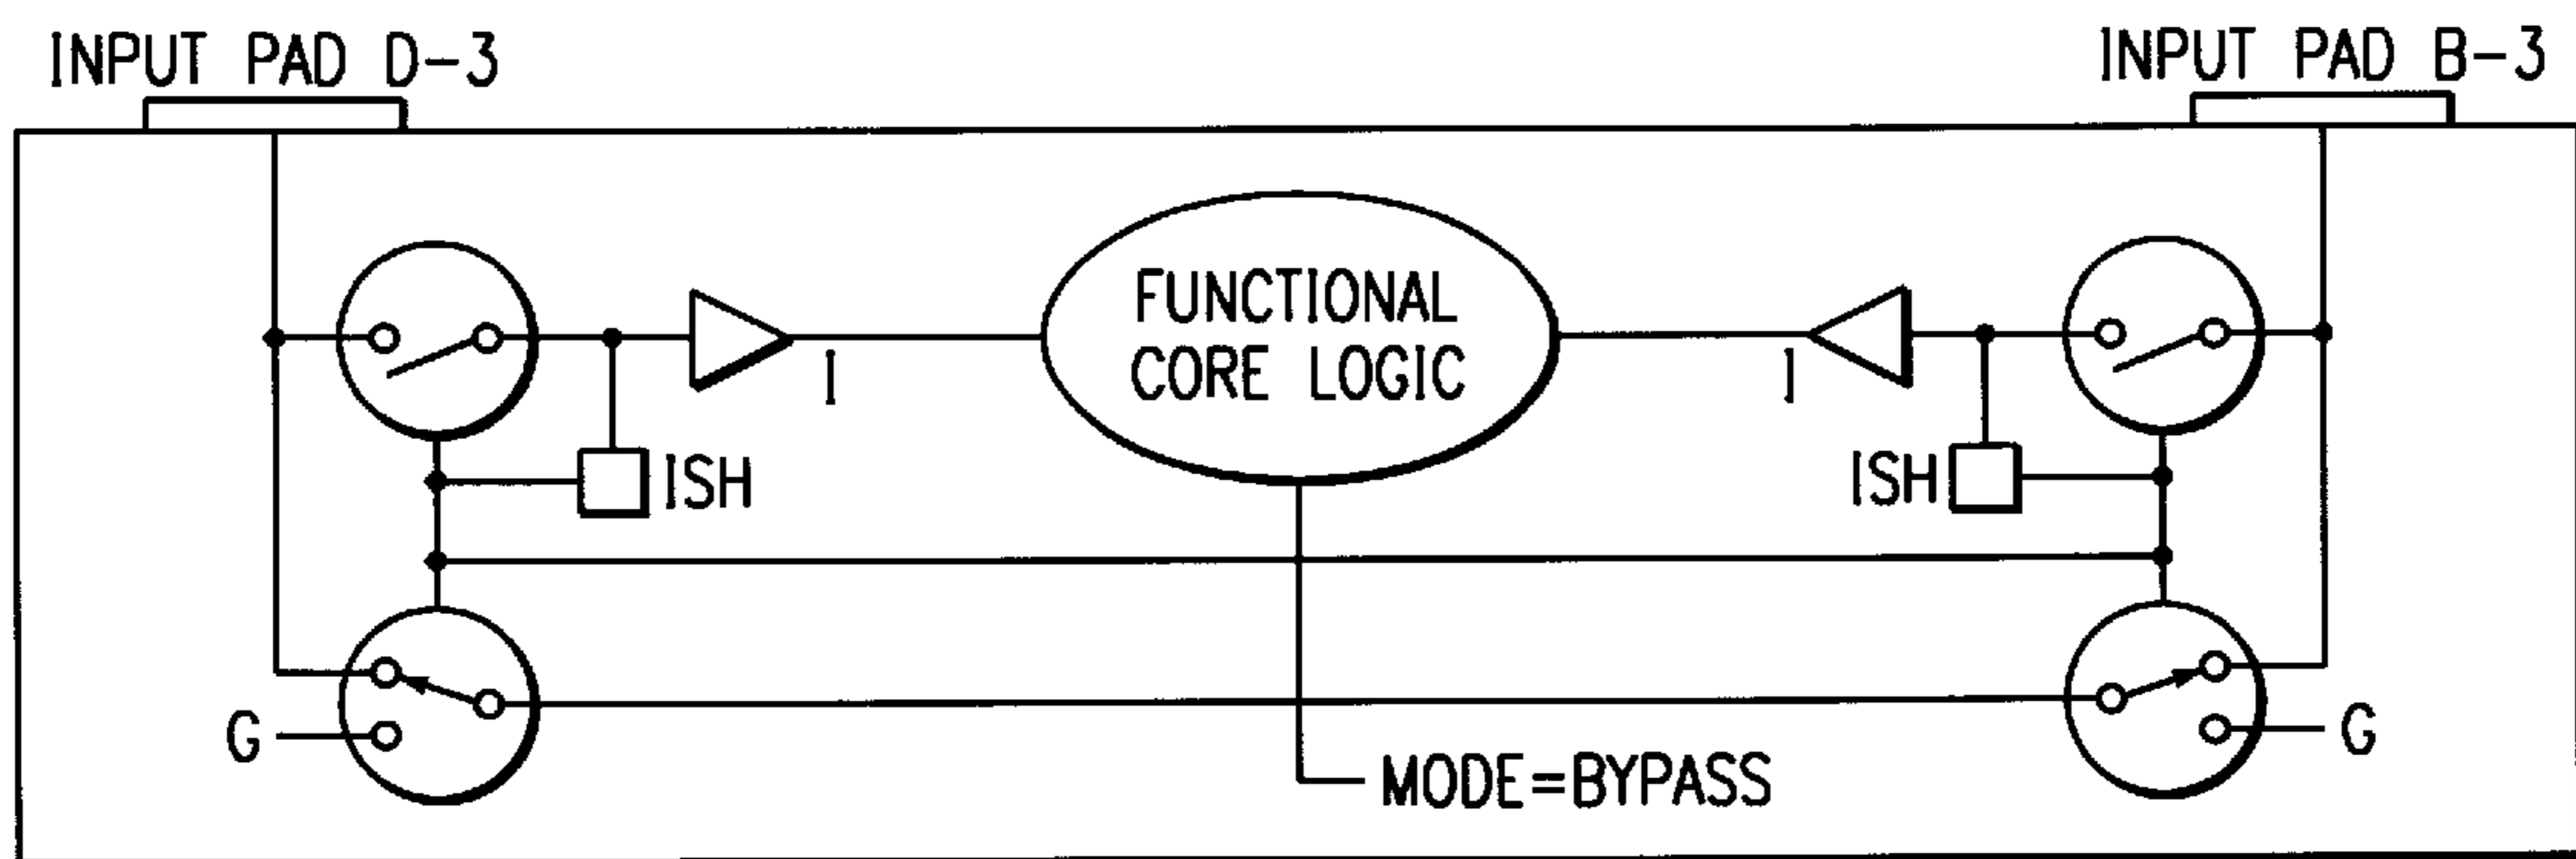 INPUT PAD D-3
INPUT PAD B-3
FUNCTIONAL
CORE LOGIC
I
I
ISH
ISH
G
G
MODE=BYPASS